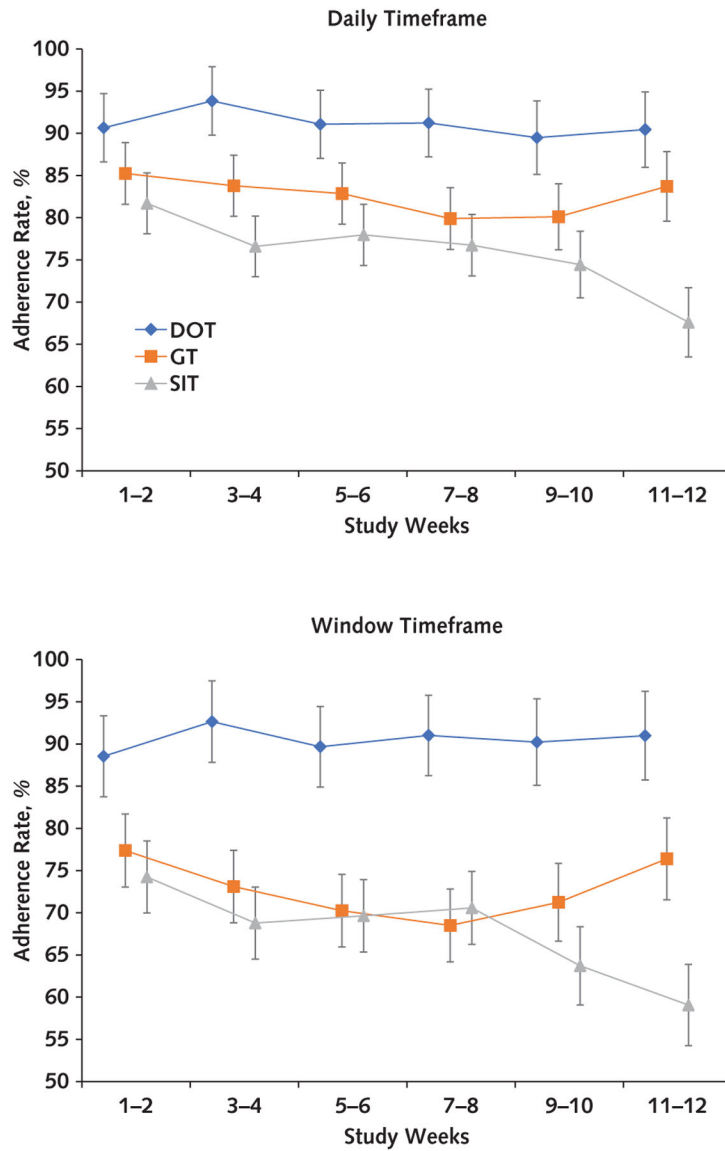 Daily Timeframe
100
95
90
85
80
75
70
65
60
55
50
Adherence Rate, %
DOT
GT
SIT
1–2 3–4 5–6 7–8 9–10 11–12
Study Weeks
Window Timeframe
100
95
90
85
80
75
70
65
60
55
50
Adherence Rate, %
1–2 3–4 5–6 7–8 9–10 11–12
Study Weeks